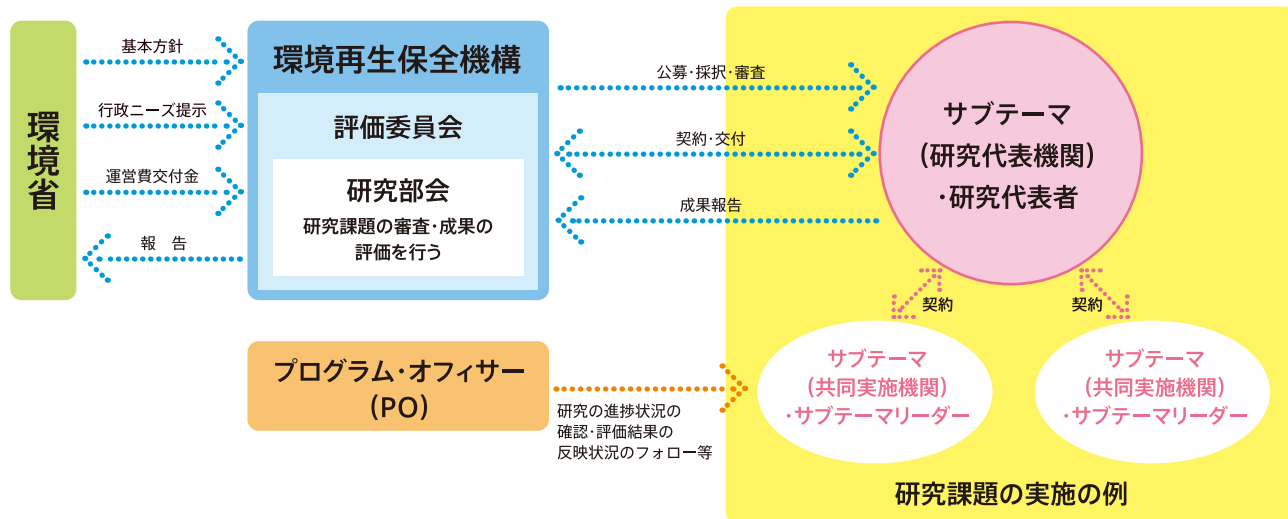 環境省
基本方針
行政ニーズ提示
運営費交付金
報　告
環境再生保全機構
評価委員会
研究部会
研究課題の審査・成果の
評価を行う
公募・採択・審査
契約・交付
成果報告
サブテーマ
(研究代表機関)
・研究代表者
契約
契約
サブテーマ
(共同実施機関)
・サブテーマリーダー
サブテーマ
(共同実施機関)
・サブテーマリーダー
プログラム・オフィサー
(PO)
研究の進捗状況の
確認・評価結果の
反映状況のフォロー等
研究課題の実施の例